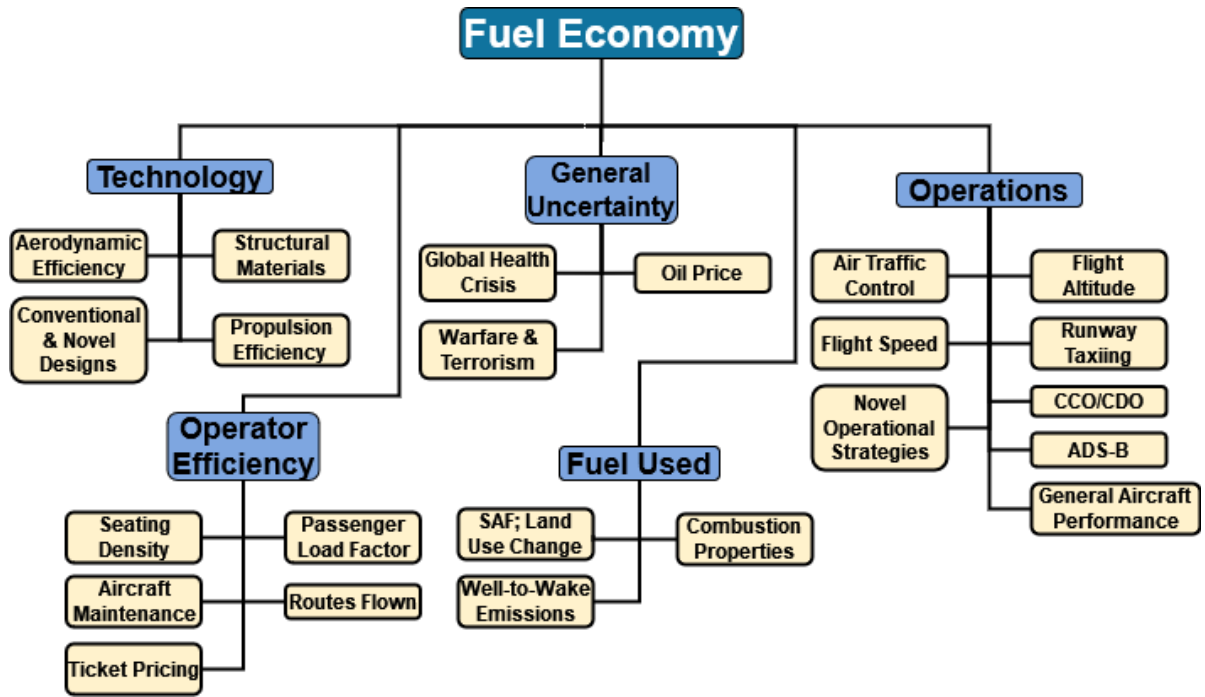 Fuel Economy
Technology
Aerodynamic
Efficiency
Structural
Materials
Conventional
& Novel
Designs
Propulsion
Efficiency
General
Uncertainty
Global Health
Crisis
Oil Price
Warfare &
Terrorism
Operations
Air Traffic
Control
Flight
Altitude
Flight Speed
Runway
Taxiing
Novel
Operational
Strategies
CCO/CDO
ADS-B
General Aircraft
Performance
Operator
Efficiency
Seating
Density
Passenger
Load Factor
Aircraft
Maintenance
Routes Flown
Ticket Pricing
Fuel Used
SAF; Land
Use Change
Combustion
Properties
Well-to-Wake
Emissions